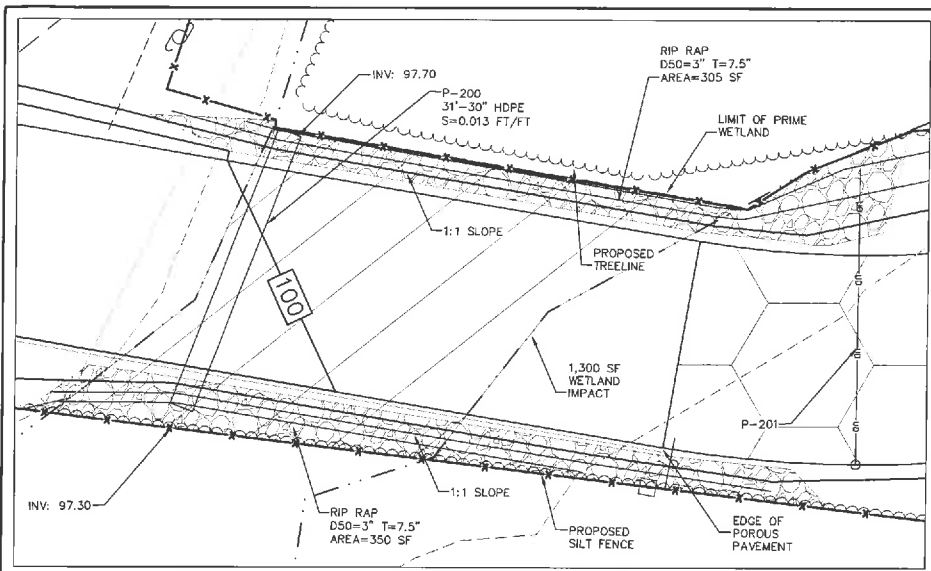 INV: 97.70
P-200
31'-30" HDPE
S=0.013 FT/FT
RIP RAP
D50=3" T=7.5"
AREA=305 SF
LIMIT OF PRIME
WETLAND
1:1 SLOPE
PROPOSED
TREELINE
100
1,300 SF
WETLAND
IMPACT
P-201
INV: 97.30
RIP RAP
D50=3" T=7.5"
AREA=350 SF
1:1 SLOPE
PROPOSED
SILT FENCE
EDGE OF
POROUS
PAVEMENT